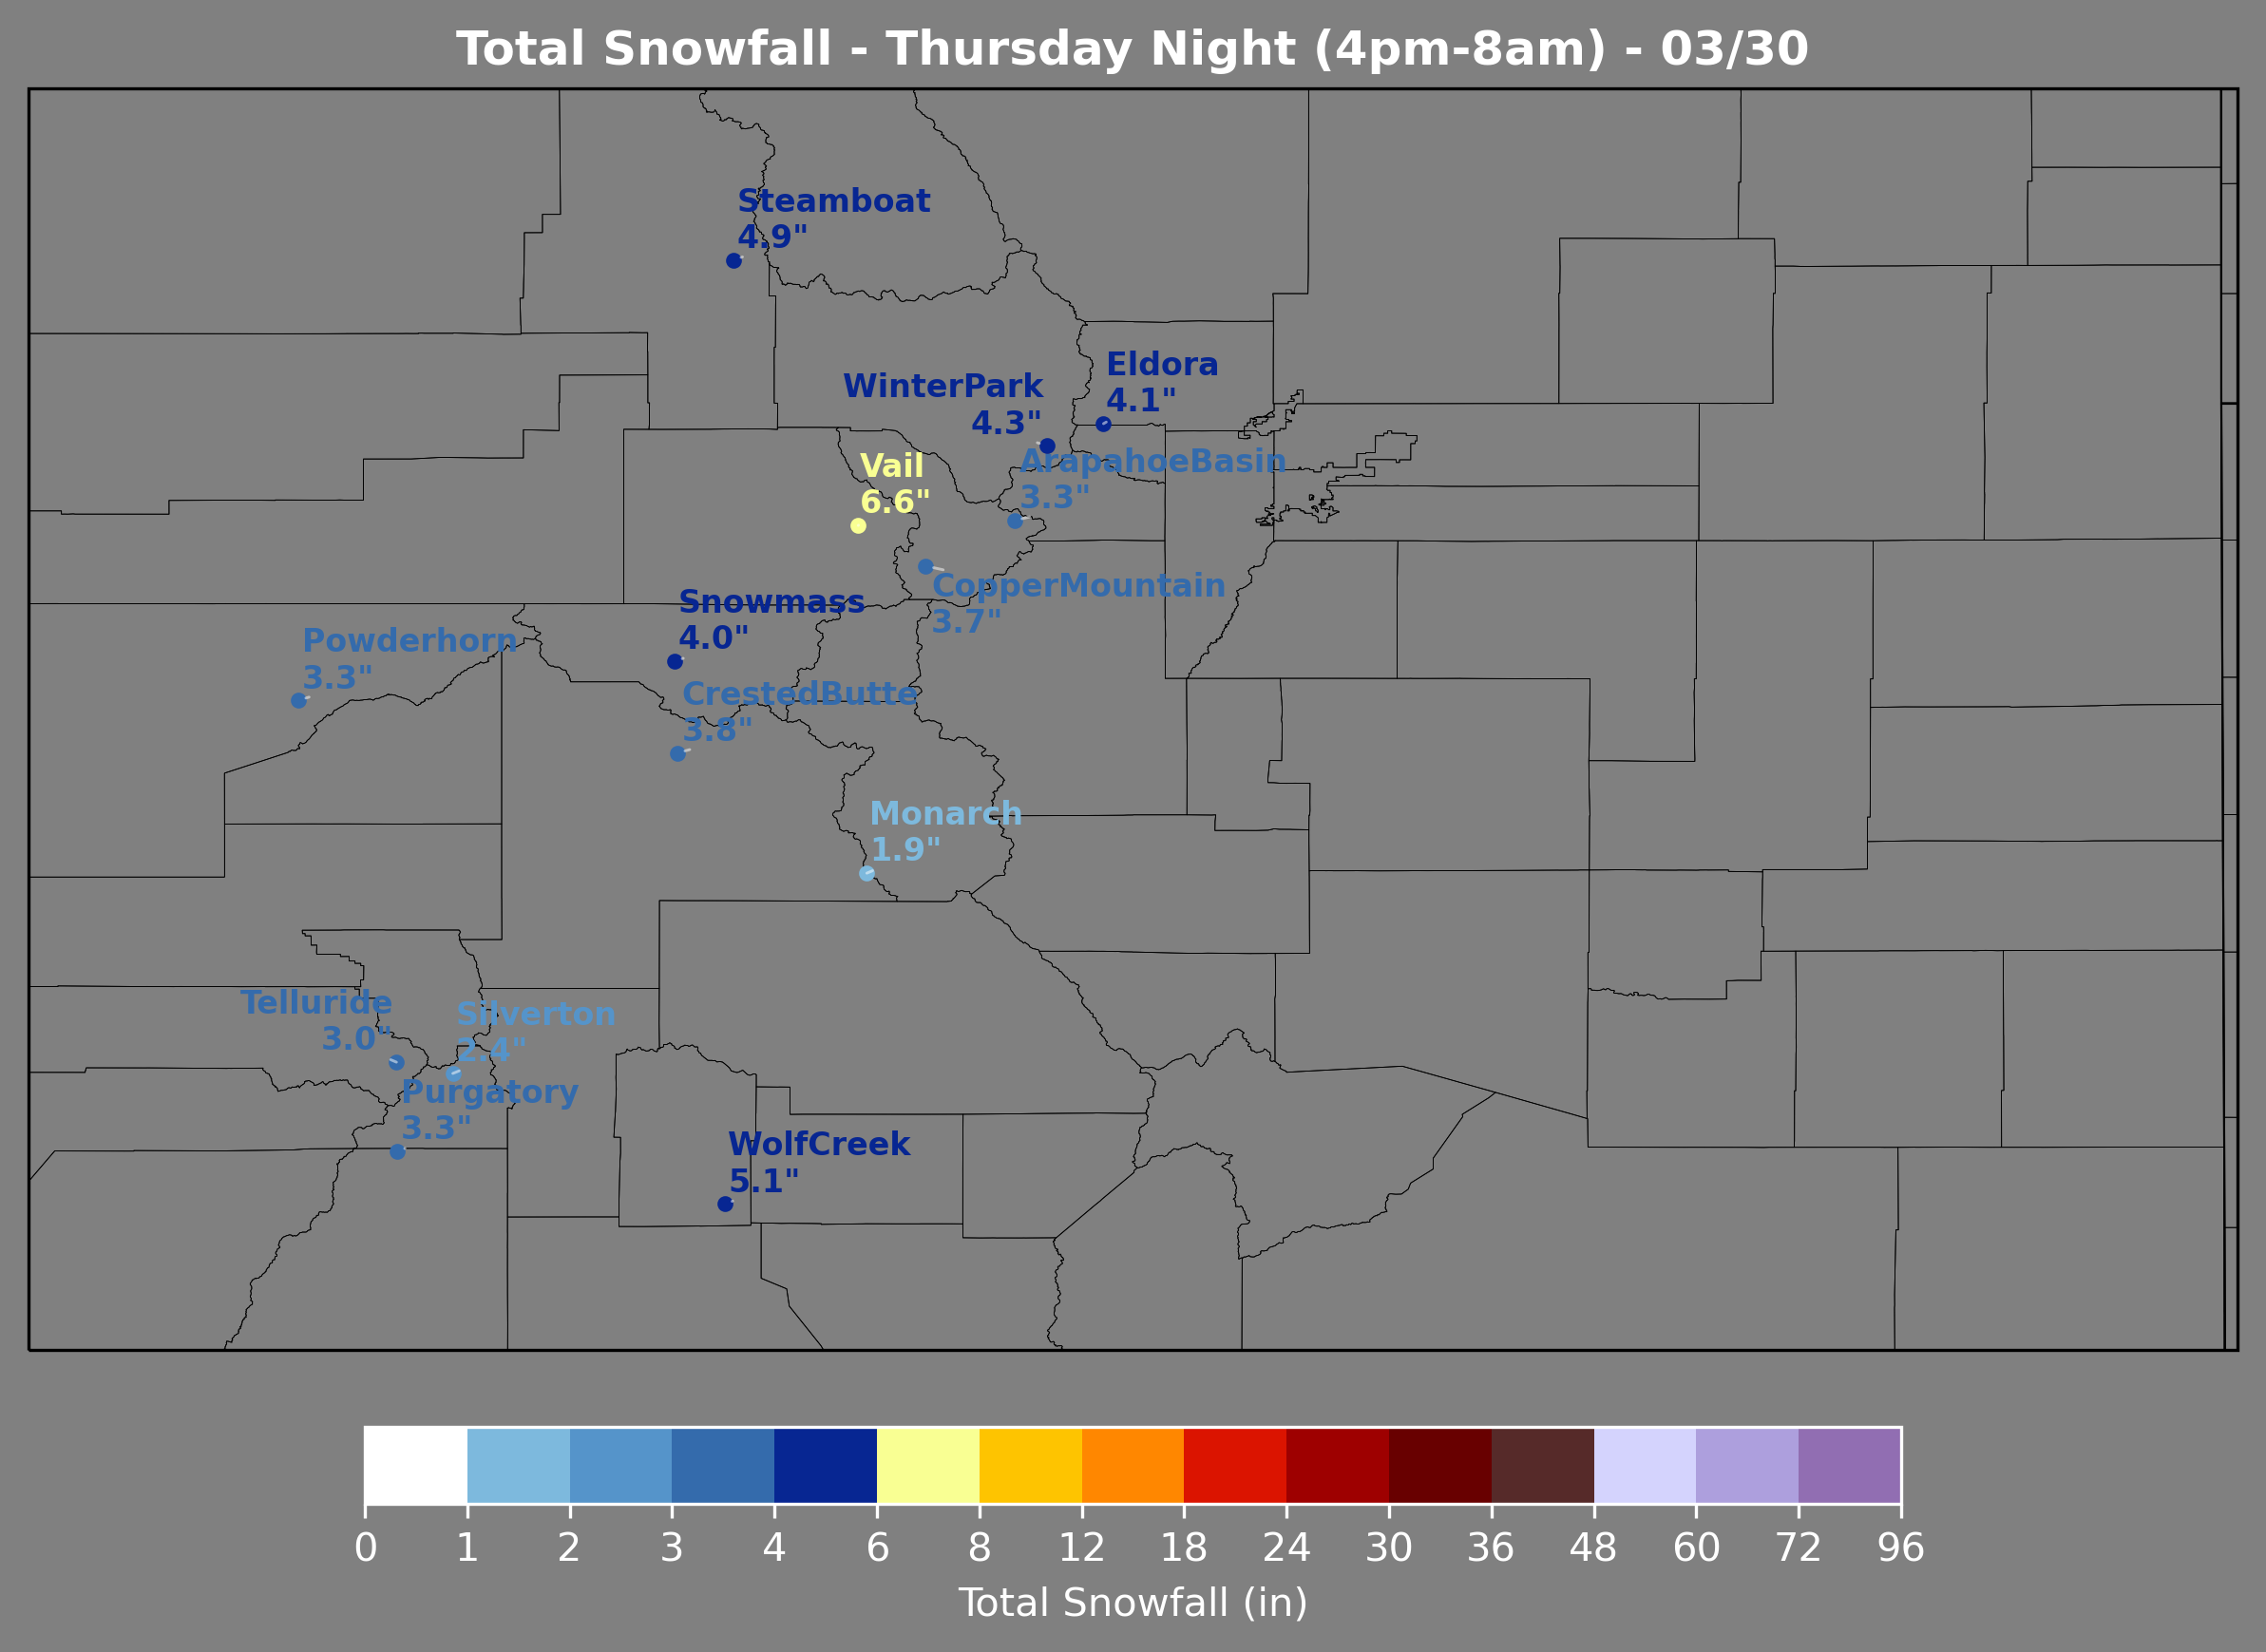 Total Snowfall - Thursday Night (4pm-8am) - 03/30
Steamboat
4.9"
Eldora
4.1"
WinterPark
4.3"
ArapahoeBasin
3.3"
Vail
6.6"
CopperMountain
3.7"
Snowmass
4.0"
Powderhorn
3.3"
CrestedButte
3.8"
Monarch
1.9"
Telluride
3.0"
Silverton
2.4"
Purgatory
3.3"
WolfCreek
5.1"
0 1 2 3 4 6 8 12 18 24 30 36 48 60 72 96
Total Snowfall (in)